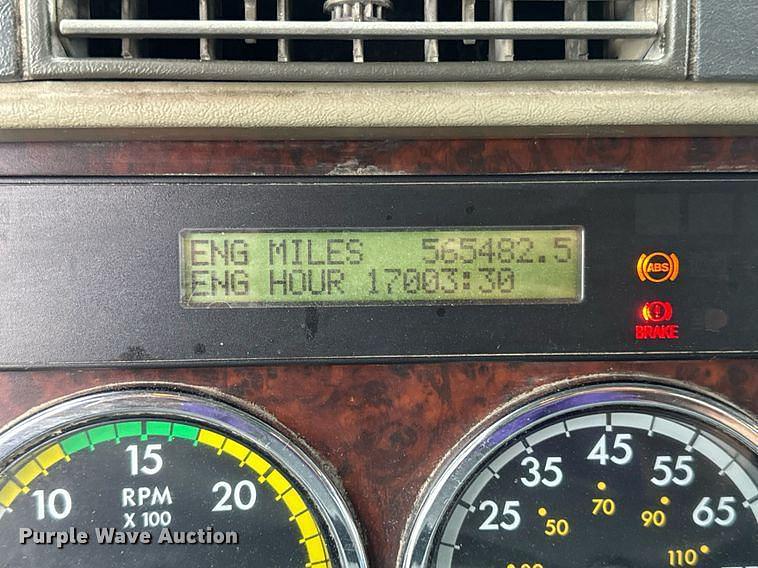 ENG MILES 565482.5
ENG HOUR 17003:30
ABS
BRAKE
10 15 20
RPM
X 100
25 35 45 55 65
50 70 90 110
Purple Wave Auction